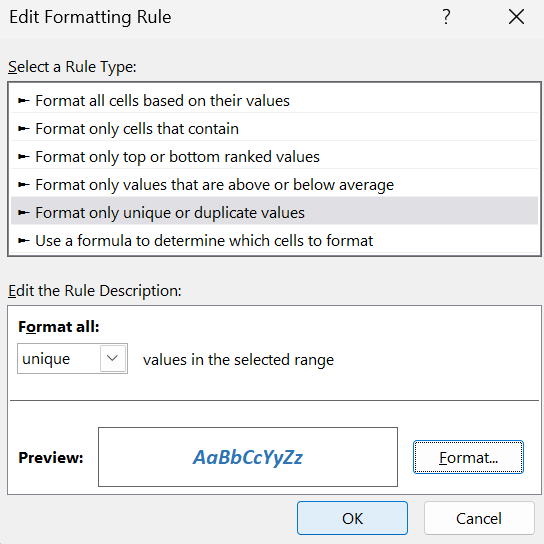 Edit Formatting Rule ?
Select a Rule Type:
► Format all cells based on their values
► Format only cells that contain
► Format only top or bottom ranked values
► Format only values that are above or below average
► Format only unique or duplicate values
► Use a formula to determine which cells to format
Edit the Rule Description:
Format all:
unique values in the selected range
Preview: AaBbCcYyZz Format...
OK Cancel